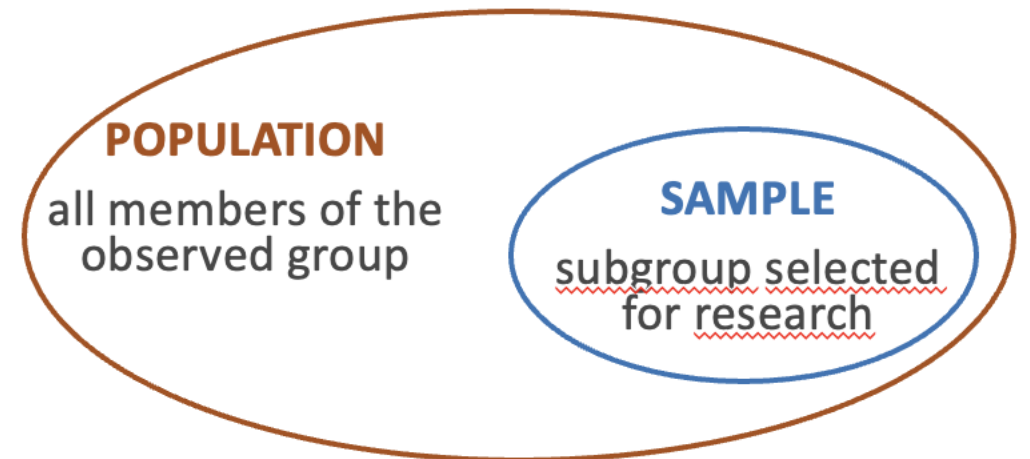 POPULATION
all members of the
observed group
SAMPLE
subgroup selected
for research